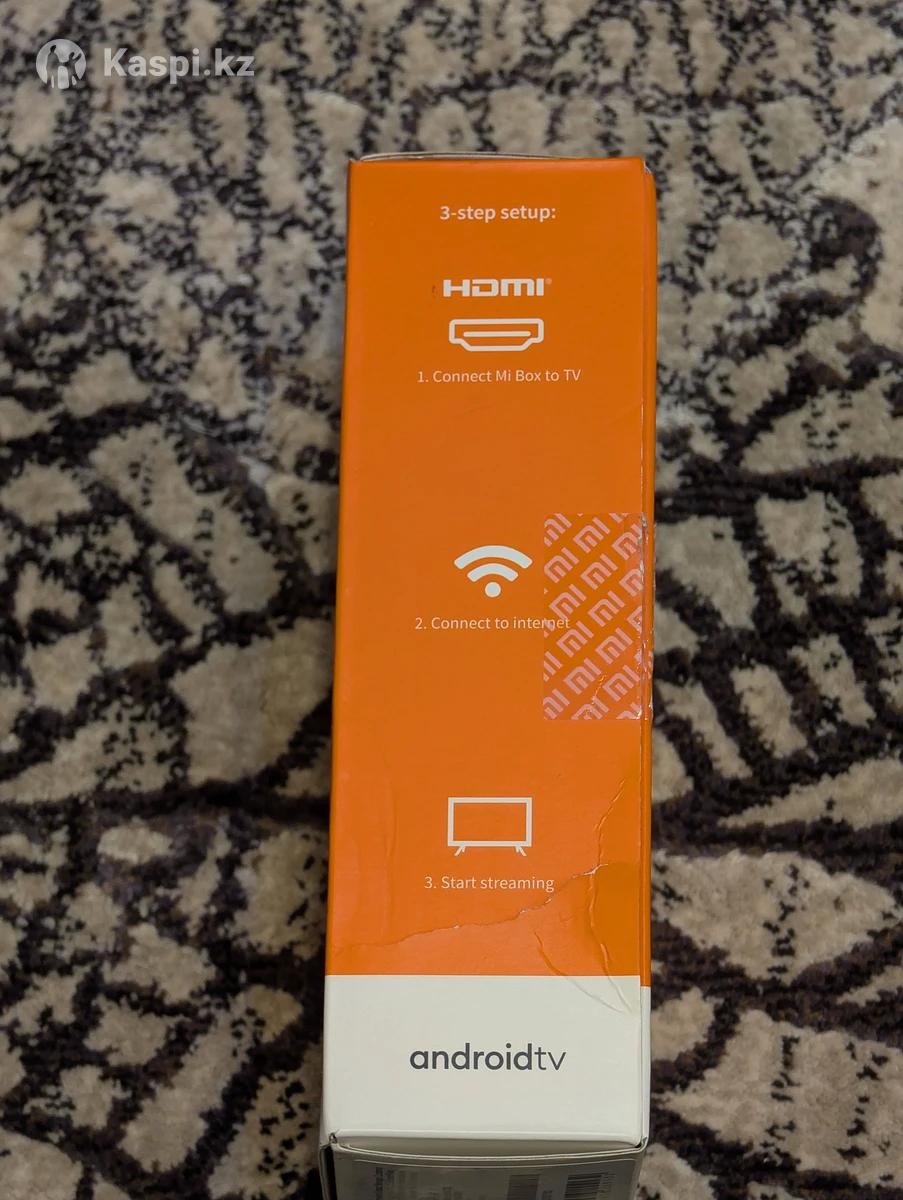 Kaspi.kz
3-step setup:
HDMI
1. Connect Mi Box to TV
2. Connect to internet
3. Start streaming
androidtv